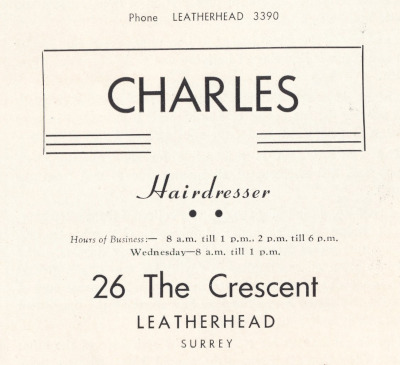 Phone LEATHERHEAD 3390
CHARLES
Hairdresser
Hours of Business:— 8 a.m. till 1 p.m., 2 p.m. till 6 p.m.
Wednesday—8 a.m. till 1 p.m.
26 The Crescent
LEATHERHEAD
SURREY